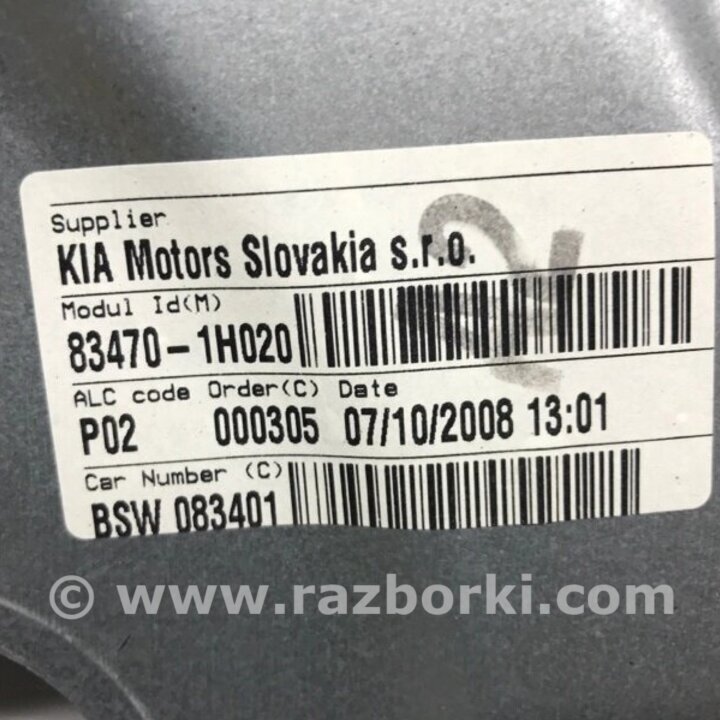 Supplier
KIA Motors Slovakia s.r.o.
Modul Id(M)
83470-1H020
ALC code Order(C) Date
P02 000305 07/10/2008 13:01
Car Number (C)
BSW 083401
© www.razborki.com